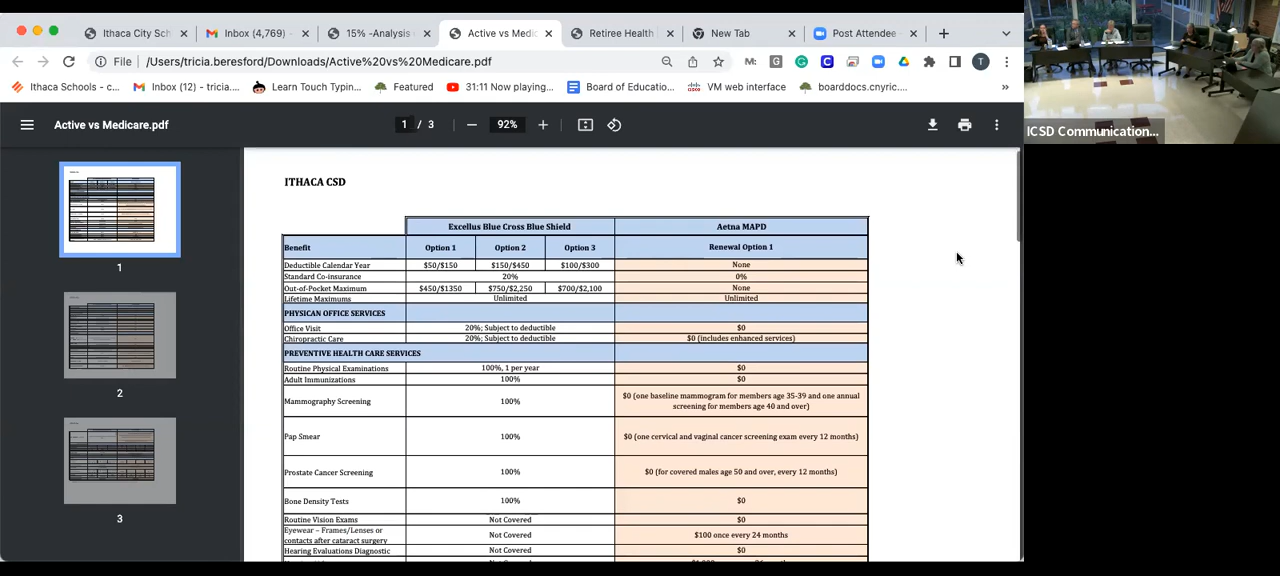 Ithaca City Sch
Inbox (4,769) -
15% -Analysis
Active vs Medic
Retiree Health
New Tab
Post Attendee -
File /Users/tricia.beresford/Downloads/Active%20vs%20Medicare.pdf
Ithaca Schools - c...
Inbox (12) - tricia....
Learn Touch Typin...
Featured
31:11 Now playing...
Board of Educatio...
VM web interface
boarddocs.cnyric....
»
Active vs Medicare.pdf
1 / 3
92%
ICSD Communication...
1
2
3
ITHACA CSD
Excellus Blue Cross Blue Shield Aetna MAPD
Benefit Option 1 Option 2 Option 3 Renewal Option 1
Deductible Calendar Year $50/$150 $150/$450 $100/$300 None
Standard Co-insurance 20% 0%
Out-of-Pocket Maximum $450/$1350 $750/$2,250 $700/$2,100 None
Lifetime Maximums Unlimited Unlimited
PHYSICAN OFFICE SERVICES
Office Visit 20%; Subject to deductible $0
Chiropractic Care 20%; Subject to deductible $0 (includes enhanced services)
PREVENTIVE HEALTH CARE SERVICES
Routine Physical Examinations 100%, 1 per year $0
Adult Immunizations 100% $0
Mammography Screening 100% $0 (one baseline mammogram for members age 35-39 and one annual
screening for members age 40 and over)
Pap Smear 100% $0 (one cervical and vaginal cancer screening exam every 12 months)
Prostate Cancer Screening 100% $0 (for covered males age 50 and over, every 12 months)
Bone Density Tests 100% $0
Routine Vision Exams Not Covered $0
Eyewear – Frames/Lenses or
contacts after cataract surgery Not Covered $100 once every 24 months
Hearing Evaluations Diagnostic Not Covered $0